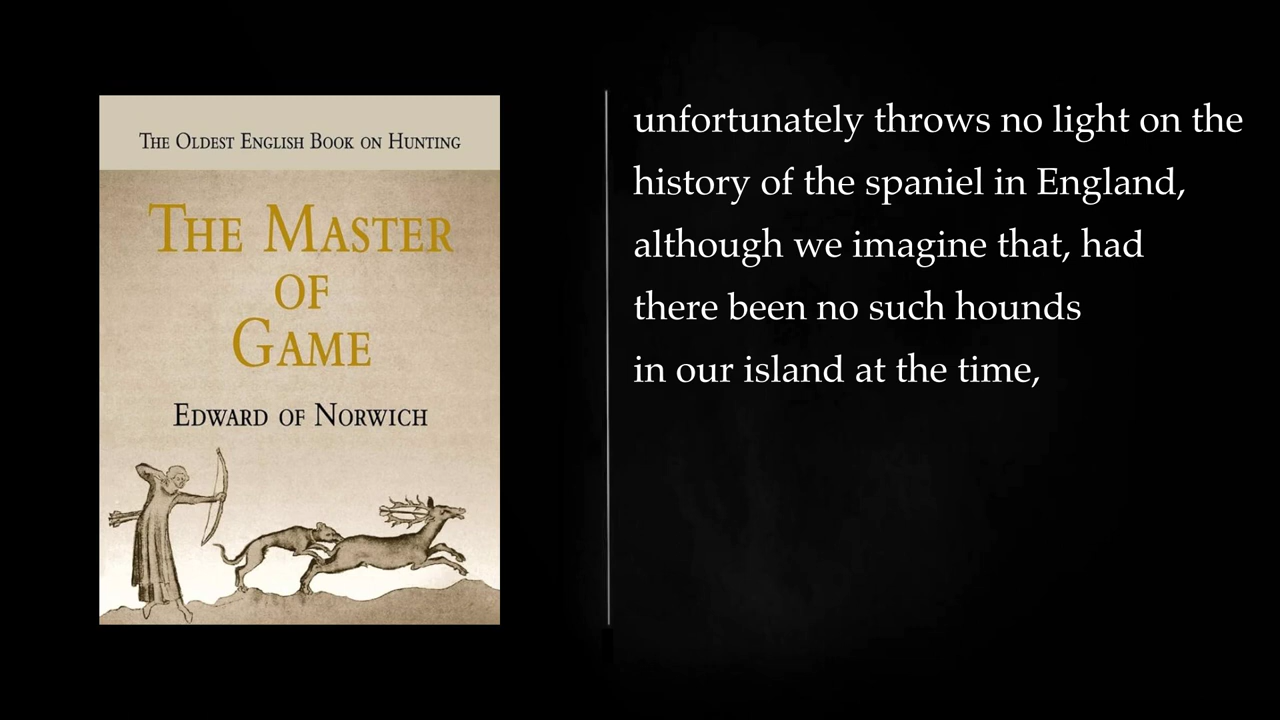 The Oldest English Book on Hunting
The Master
of
Game
Edward of Norwich
unfortunately throws no light on the
history of the spaniel in England,
although we imagine that, had
there been no such hounds
in our island at the time,